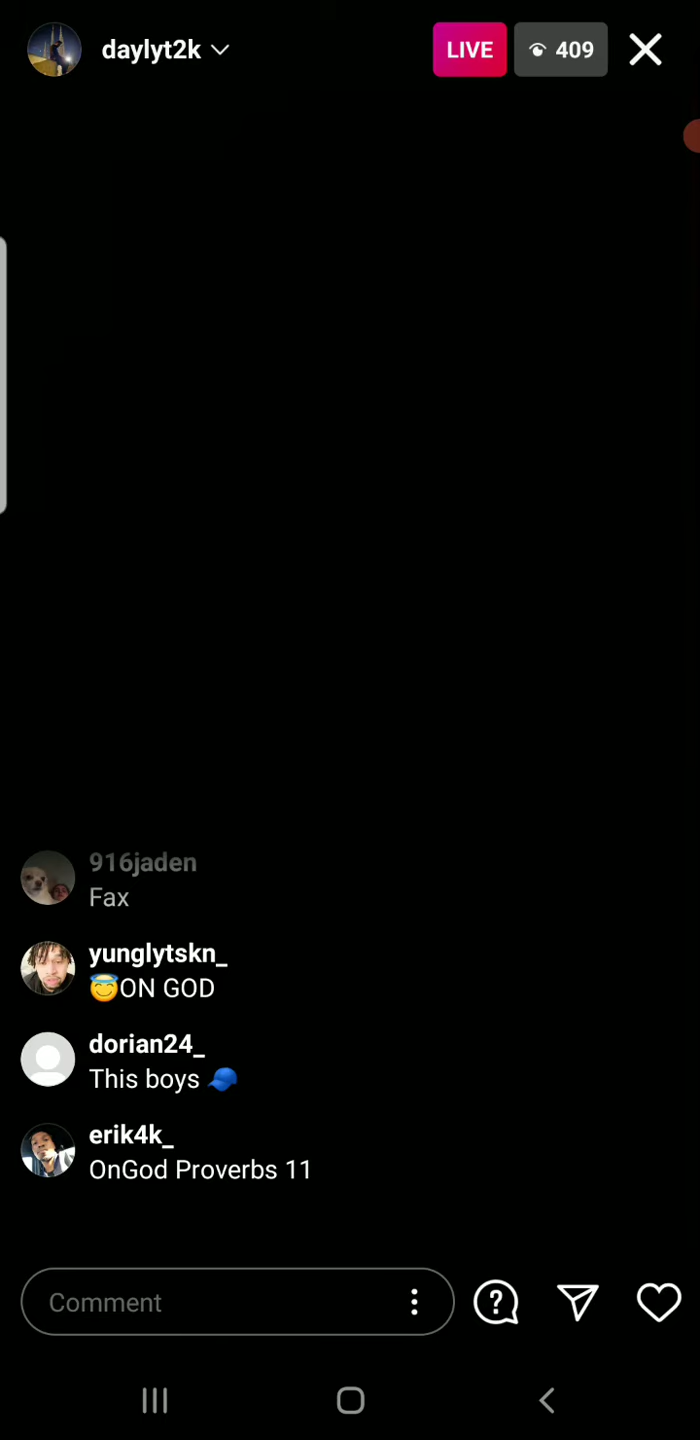 daylyt2k
LIVE
409
916jaden
Fax
yunglytskn_
😇ON GOD
dorian24_
This boys 🧢
erik4k_
OnGod Proverbs 11
Comment